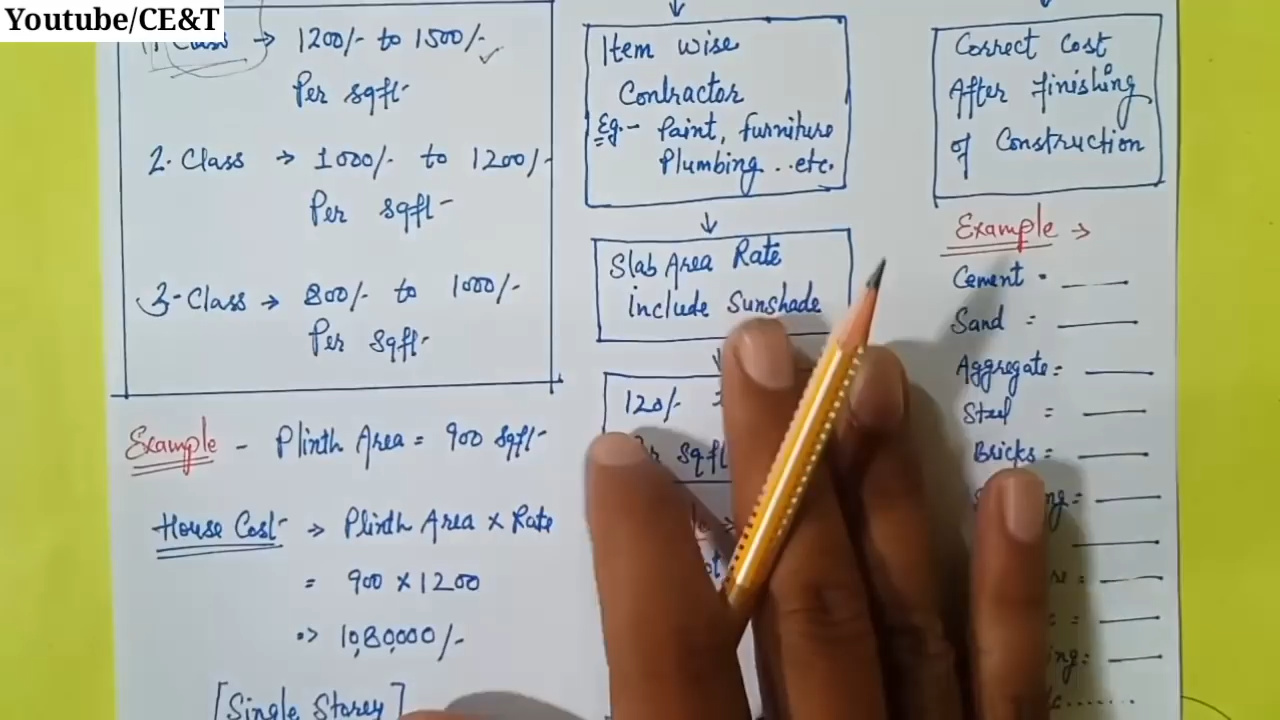 Youtube/CE&T
1. Class → 1200/- to 1500/-
Per sqft
2. Class → 1000/- to 1200/-
Per sqft
3-Class → 800/- to 1000/-
Per sqft
Example - Plinth Area = 900 sqft
House Cost → Plinth Area × Rate
= 900 × 1200
=> 10,80,000/-
[Single Storey]
Item wise
Contractor
Eg.- Paint, furniture
Plumbing...etc.
Slab Area Rate
include Sunshade
120/-
sqft
Correct Cost
After finishing
of Construction
Example →
Cement =
Sand =
Aggregate =
Steel =
Bricks =